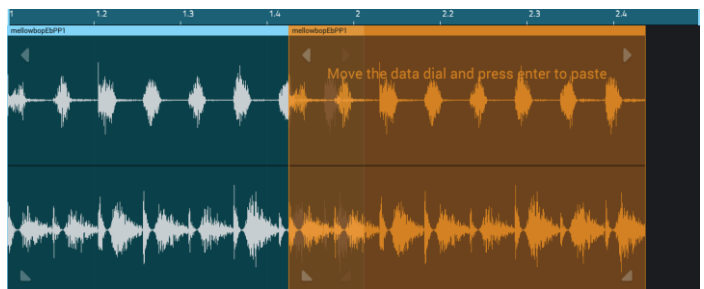 1 1.2 1.3 1.4 2 2.2 2.3 2.4
mellowbopEbPP1 mellowbopEbPP1
Move the data dial and press enter to paste